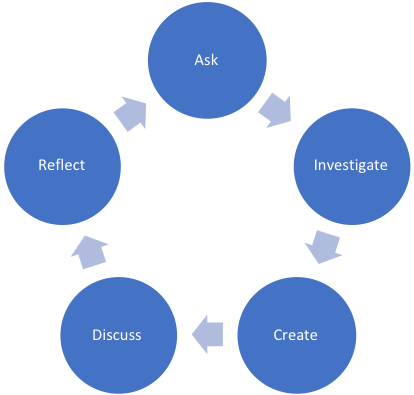 Ask
Investigate
Create
Discuss
Reflect